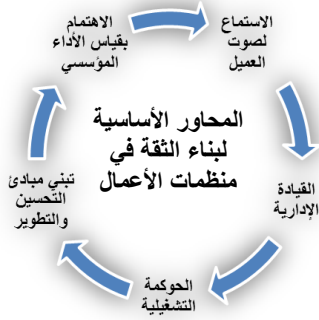 المحاور الأساسية
لبناء الثقة في
منظمات الأعمال
الاستماع
لصوت
العميل
القيادة
الإدارية
الحوكمة
التشغيلية
تبني مبادئ
التحسين
والتطوير
الاهتمام
بقياس الأداء
المؤسسي